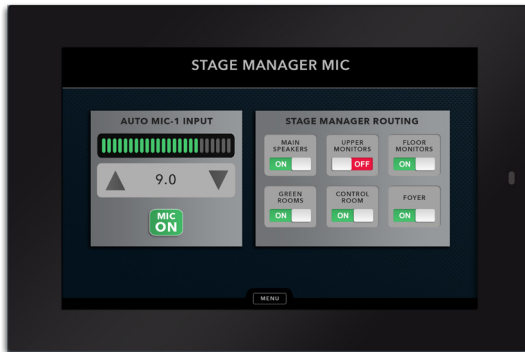 STAGE MANAGER MIC
AUTO MIC-1 INPUT
9.0
MIC
ON
STAGE MANAGER ROUTING
MAIN
SPEAKERS
ON
UPPER
MONITORS
OFF
FLOOR
MONITORS
ON
GREEN
ROOMS
ON
CONTROL
ROOM
ON
FOYER
ON
MENU